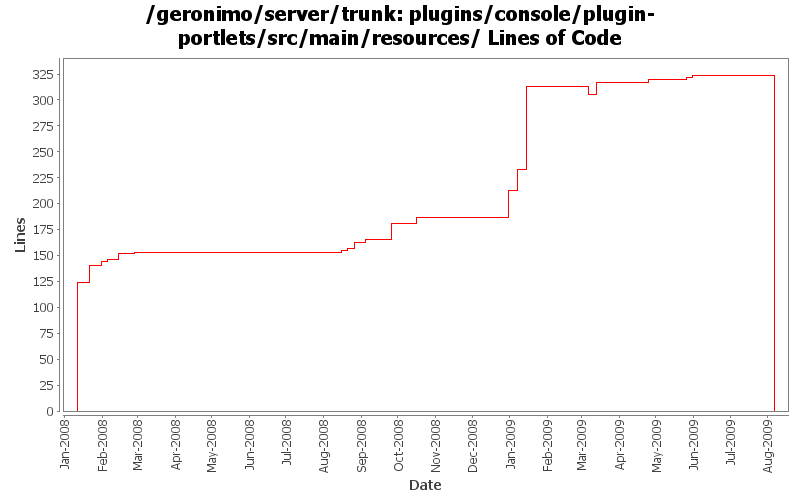 /geronimo/server/trunk: plugins/console/plugin-
portlets/src/main/resources/ Lines of Code
325
300
275
250
225
200
175
150
125
100
75
50
25
0
Lines
Jan-2008
Feb-2008
Mar-2008
Apr-2008
May-2008
Jun-2008
Jul-2008
Aug-2008
Sep-2008
Oct-2008
Nov-2008
Dec-2008
Jan-2009
Feb-2009
Mar-2009
Apr-2009
May-2009
Jun-2009
Jul-2009
Aug-2009
Date